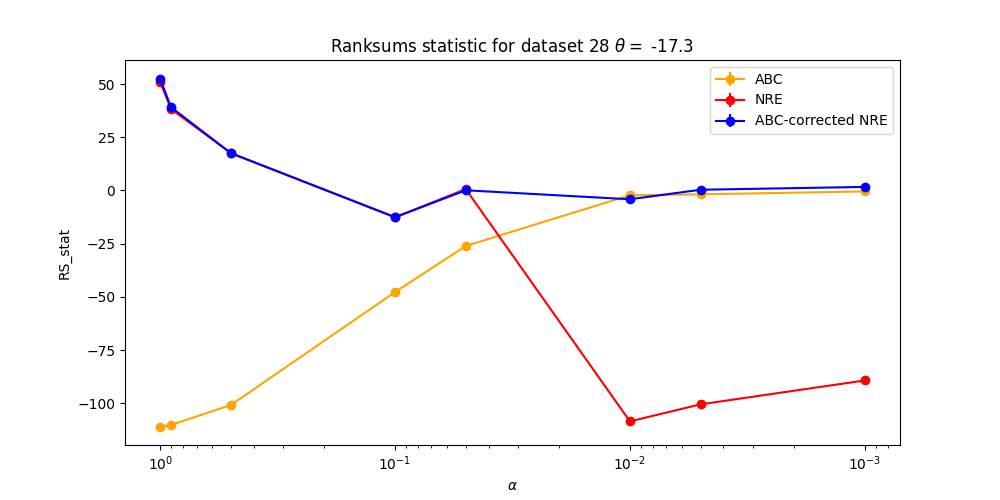 Ranksums statistic for dataset 28 θ = -17.3
ABC
NRE
ABC-corrected NRE
RS_stat
50
25
0
−25
−50
−75
−100
10⁰
10⁻¹
10⁻²
10⁻³
α